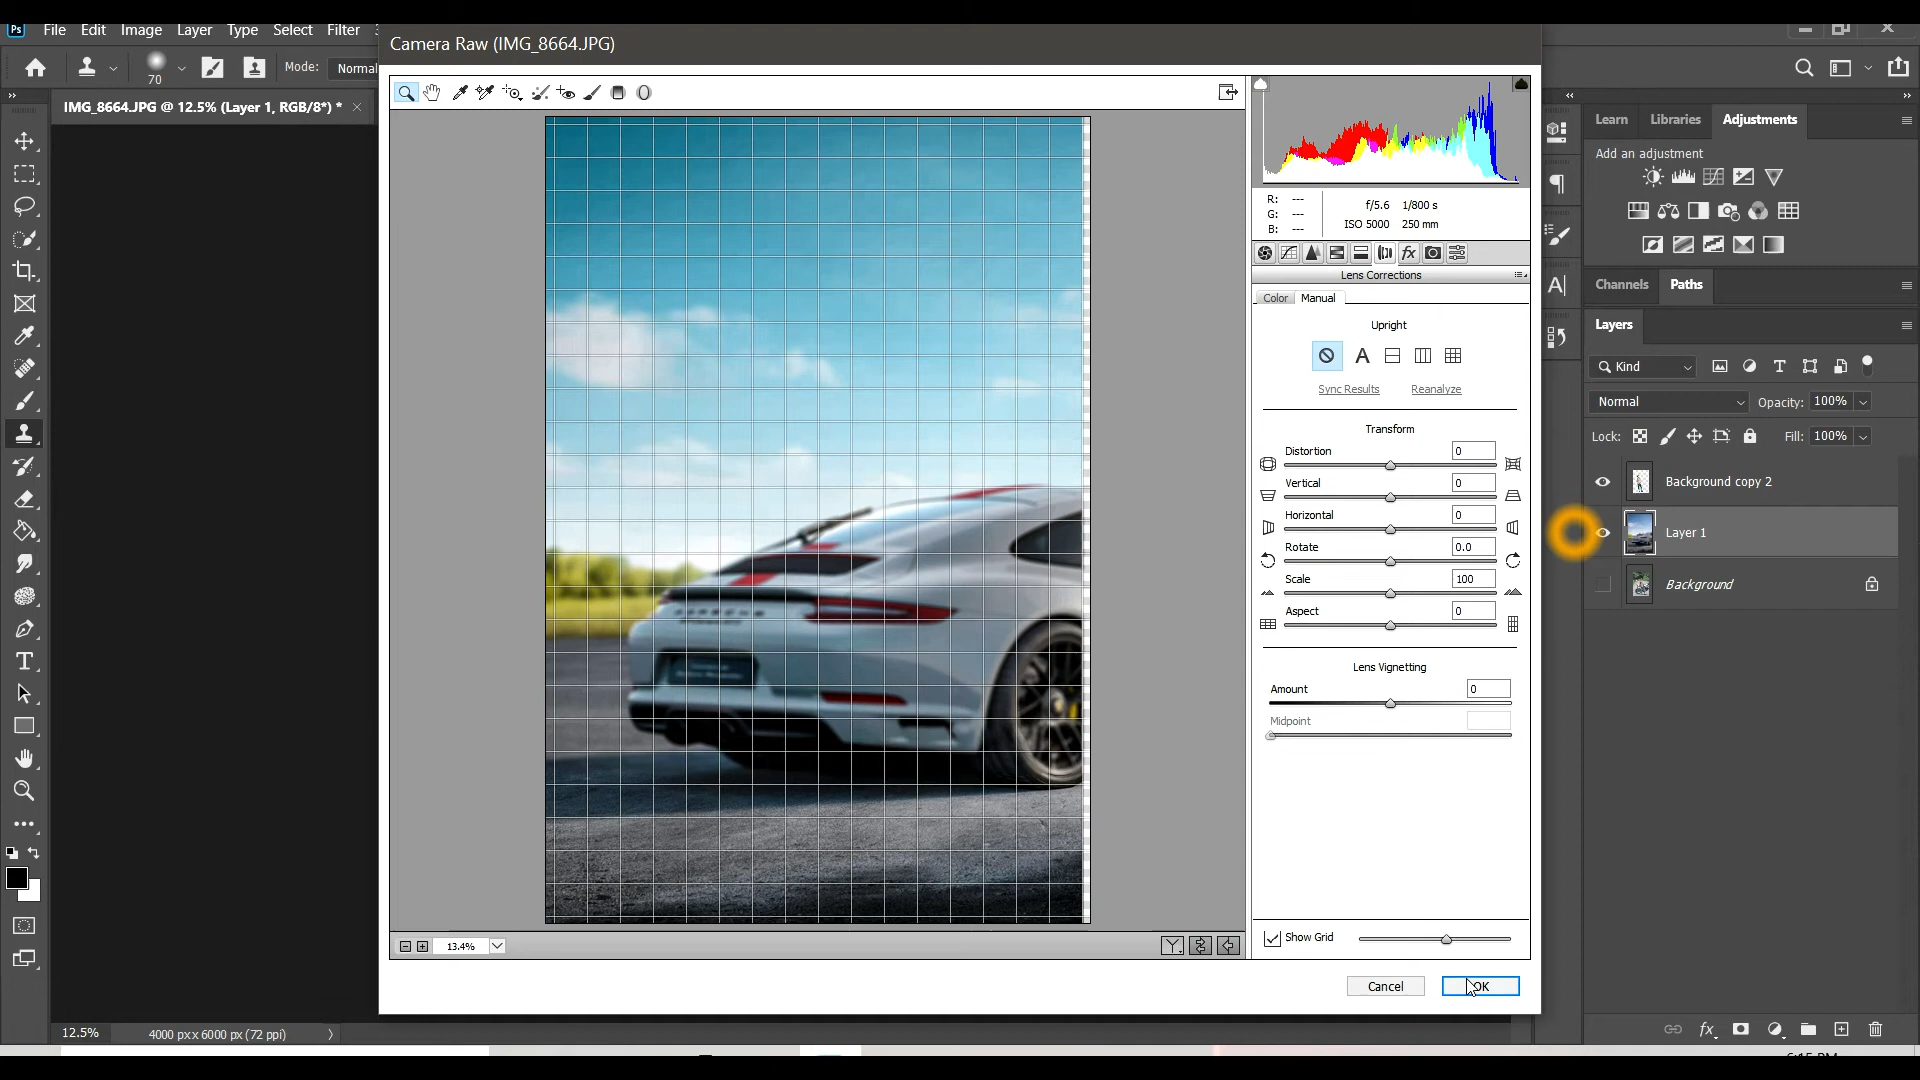 Ps File Edit Image Layer Type Select Filter
Camera Raw (IMG_8664.JPG)
70 Mode: Normal
IMG_8664.JPG @ 12.5% (Layer 1, RGB/8*) *
Learn Libraries Adjustments
Add an adjustment
R: ---
G: ---
B: ---
f/5.6 1/800 s
ISO 5000 250 mm
Lens Corrections
Color Manual
Upright
Sync Results Reanalyze
Transform
Distortion 0
Vertical 0
Horizontal 0
Rotate 0.0
Scale 100
Aspect 0
Lens Vignetting
Amount 0
Midpoint
Show Grid
Cancel OK
Channels Paths
Layers
Kind
Normal Opacity: 100%
Lock: Fill: 100%
Background copy 2
Layer 1
Background
13.4%
12.5% 4000 px x 6000 px (72 ppi)